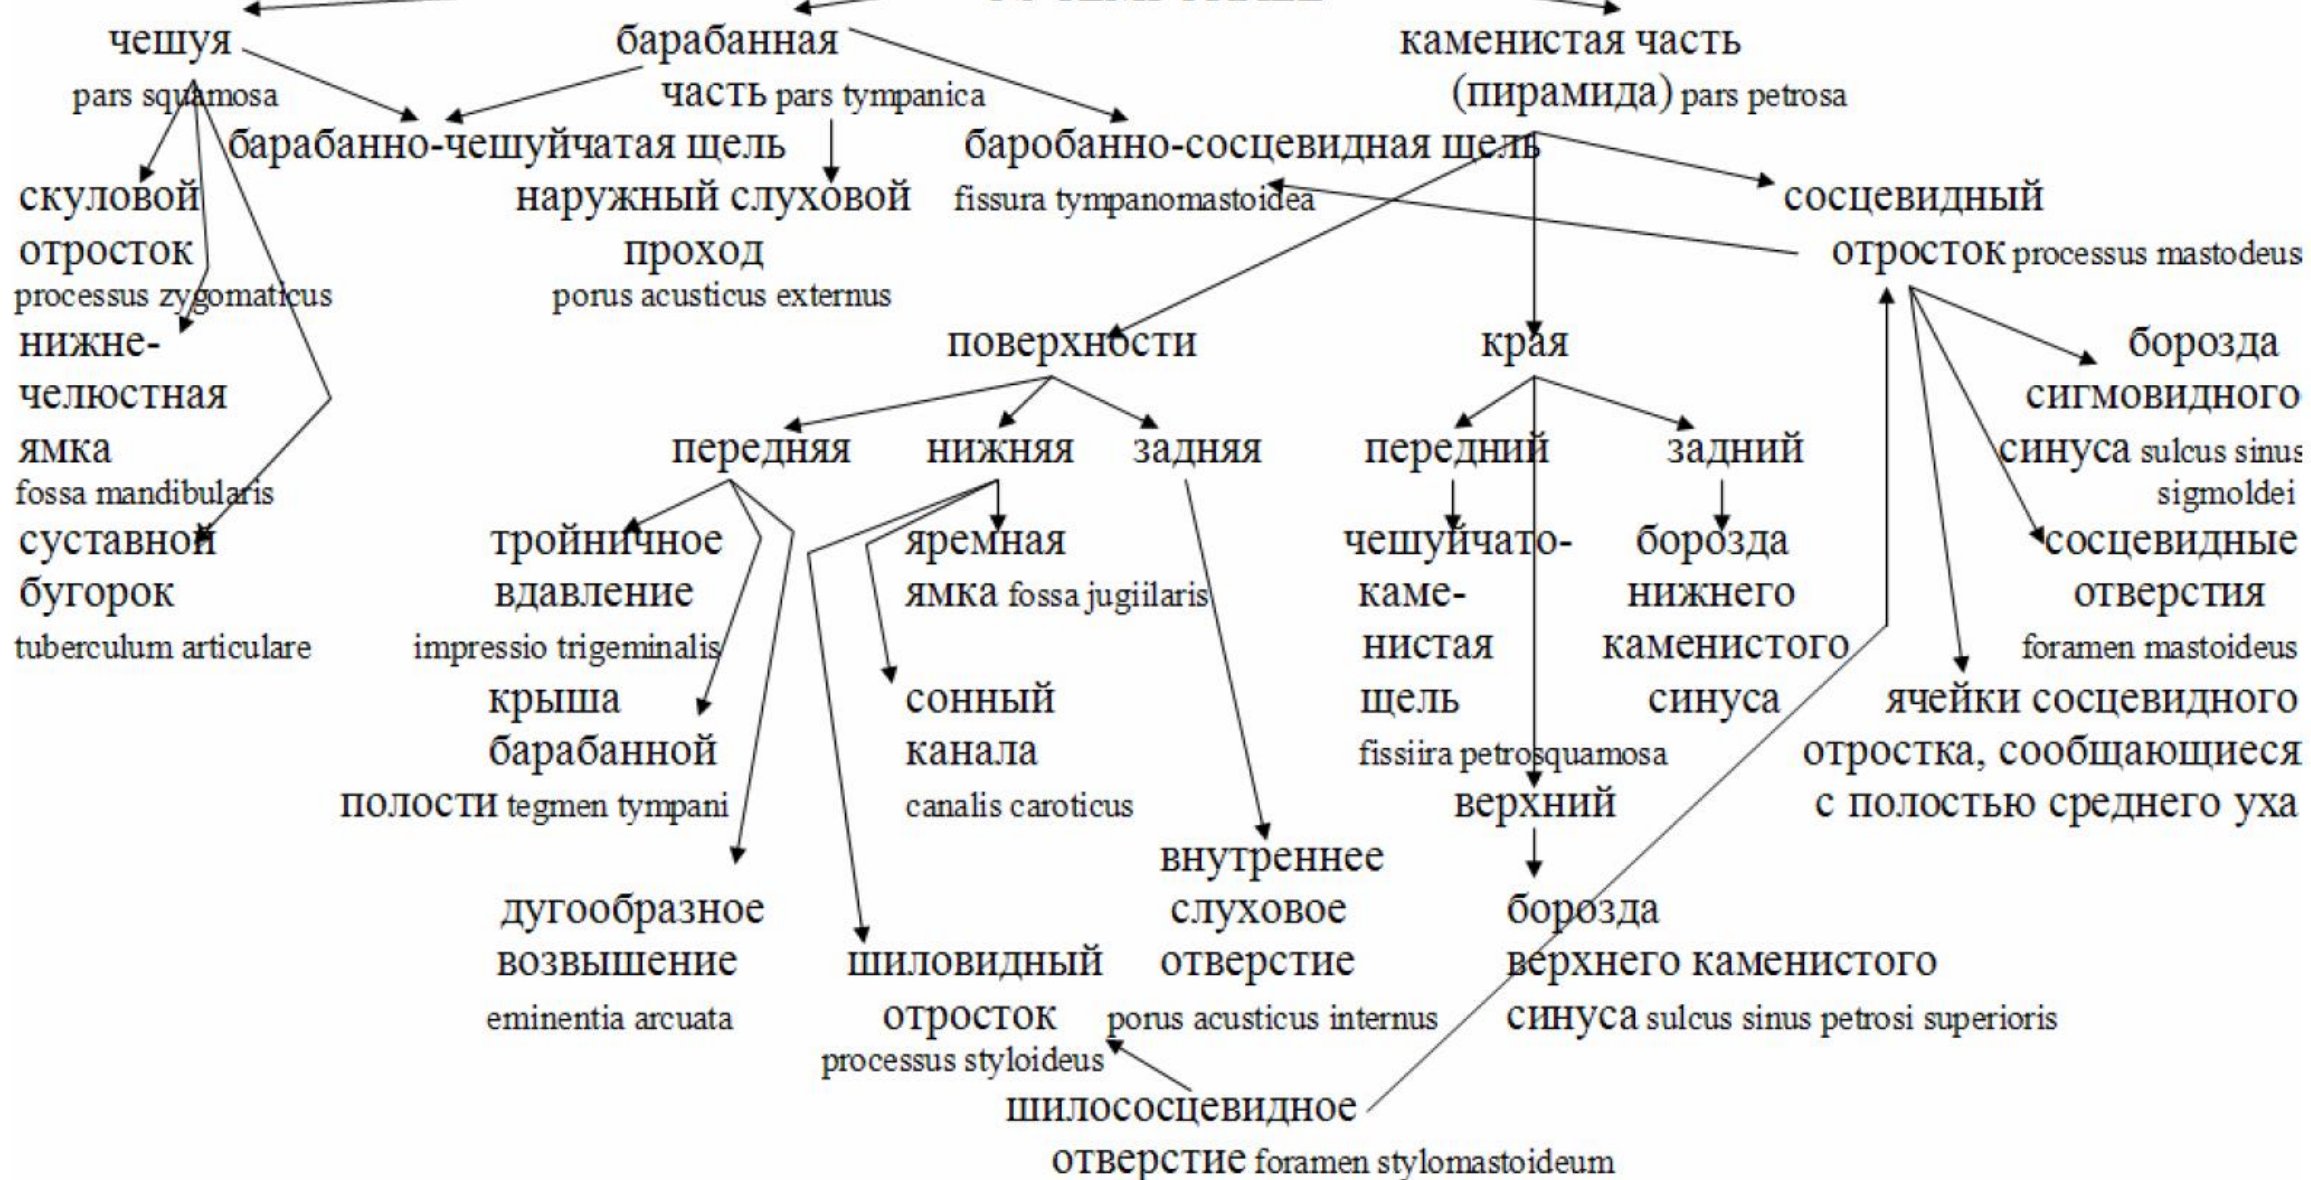 чешуя
pars squamosa
барабанная
часть pars tympanica
каменистая часть
(пирамида) pars petrosa
барабанно-чешуйчатая щель
баробанно-сосцевидная щель
fissura tympanomastoidea
скуловой
отросток
processus zygomaticus
наружный слуховой
проход
porus acusticus externus
сосцевидный
отросток processus mastodeus
нижне-
челюстная
ямка
fossa mandibularis
суставной
бугорок
tuberculum articulare
поверхности
края
передняя
нижняя
задняя
передний
задний
борозда
сигмовидного
синуса sulcus sinus
sigmoldei
тройничное
вдавление
impressio trigeminalis
яремная
ямка fossa jugiilaris
чешуйчато-
каме-
нистая
щель
fissiira petrosquamosa
борозда
нижнего
каменистого
синуса
сосцевидные
отверстия
foramen mastoideus
крыша
барабанной
полости tegmen tympani
сонный
канала
canalis caroticus
верхний
ячейки сосцевидного
отростка, сообщающиеся
с полостью среднего уха
внутреннее
слуховое
отверстие
porus acusticus internus
дугообразное
возвышение
eminentia arcuata
шиловидный
отросток
processus styloideus
борозда
верхнего каменистого
синуса sulcus sinus petrosi superioris
шилососцевидное
отверстие foramen stylomastoideum